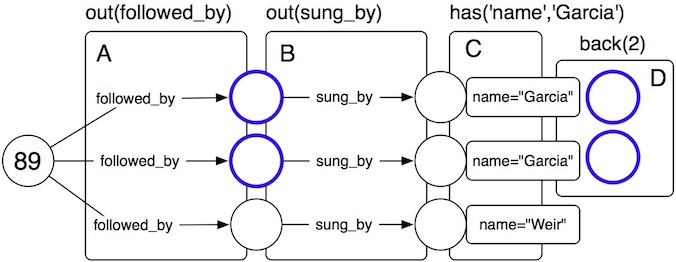 out(followed_by)
out(sung_by)
has('name','Garcia')
back(2)
A
B
C
D
followed_by
sung_by
name="Garcia"
89
followed_by
sung_by
name="Garcia"
followed_by
sung_by
name="Weir"